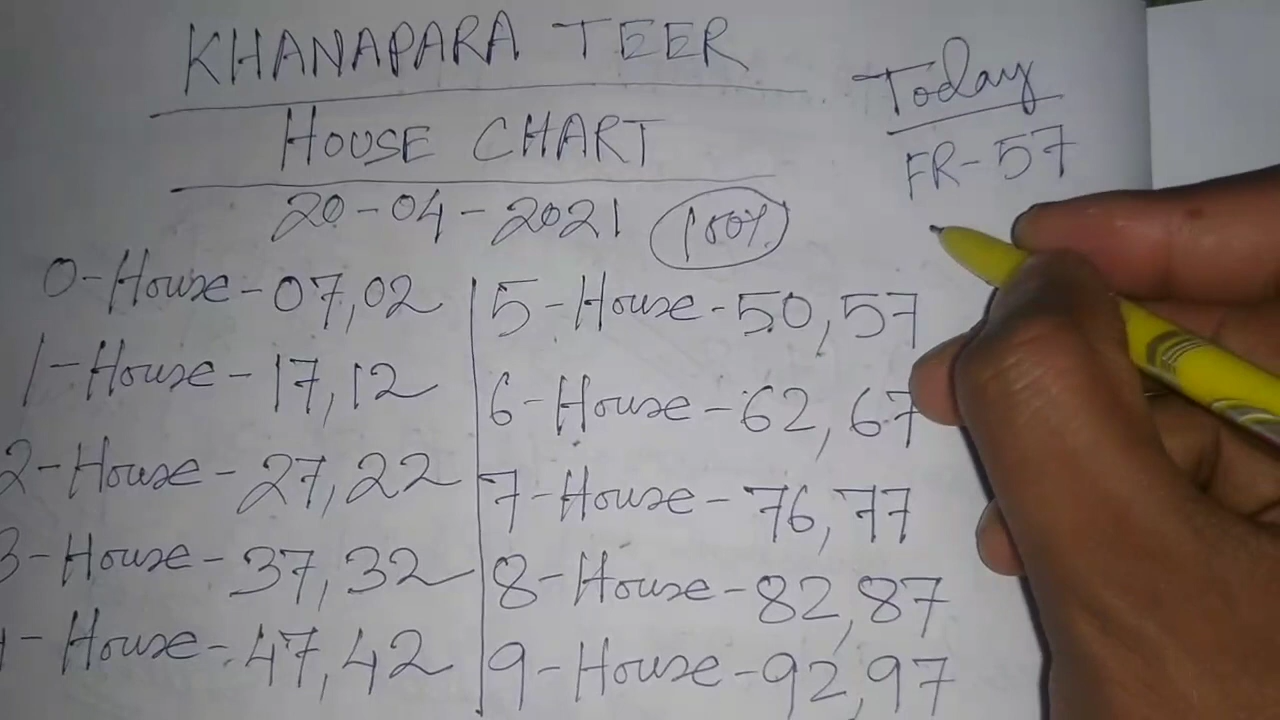 KHANAPARA TEER
HOUSE CHART
20-04-2021 100%
Today
FR-57
0-House-07,02
1-House-17,12
2-House-27,22
3-House-37,32
4-House-47,42
5-House-50,57
6-House-62,67
7-House-76,77
8-House-82,87
9-House-92,97